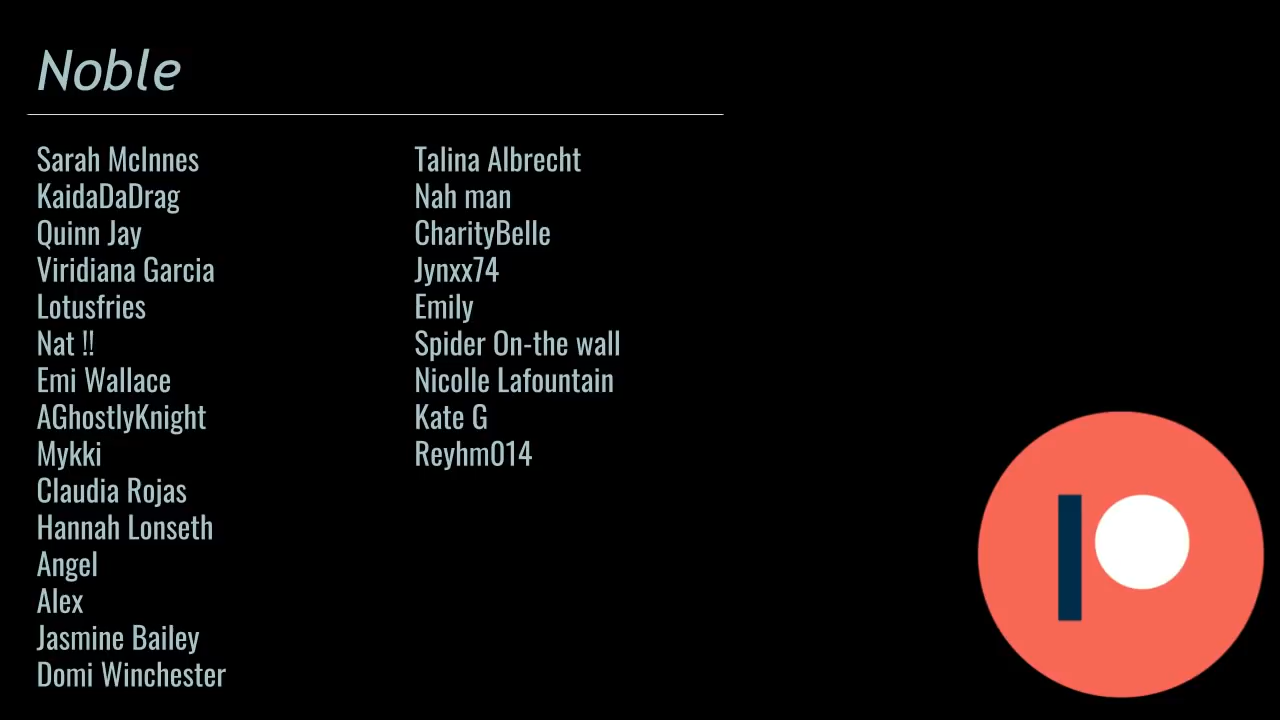 Noble
Sarah McInnes
KaidaDaDrag
Quinn Jay
Viridiana Garcia
Lotusfries
Nat !!
Emi Wallace
AGhostlyKnight
Mykki
Claudia Rojas
Hannah Lonseth
Angel
Alex
Jasmine Bailey
Domi Winchester
Talina Albrecht
Nah man
CharityBelle
Jynxx74
Emily
Spider On-the wall
Nicolle Lafountain
Kate G
Reyhm014